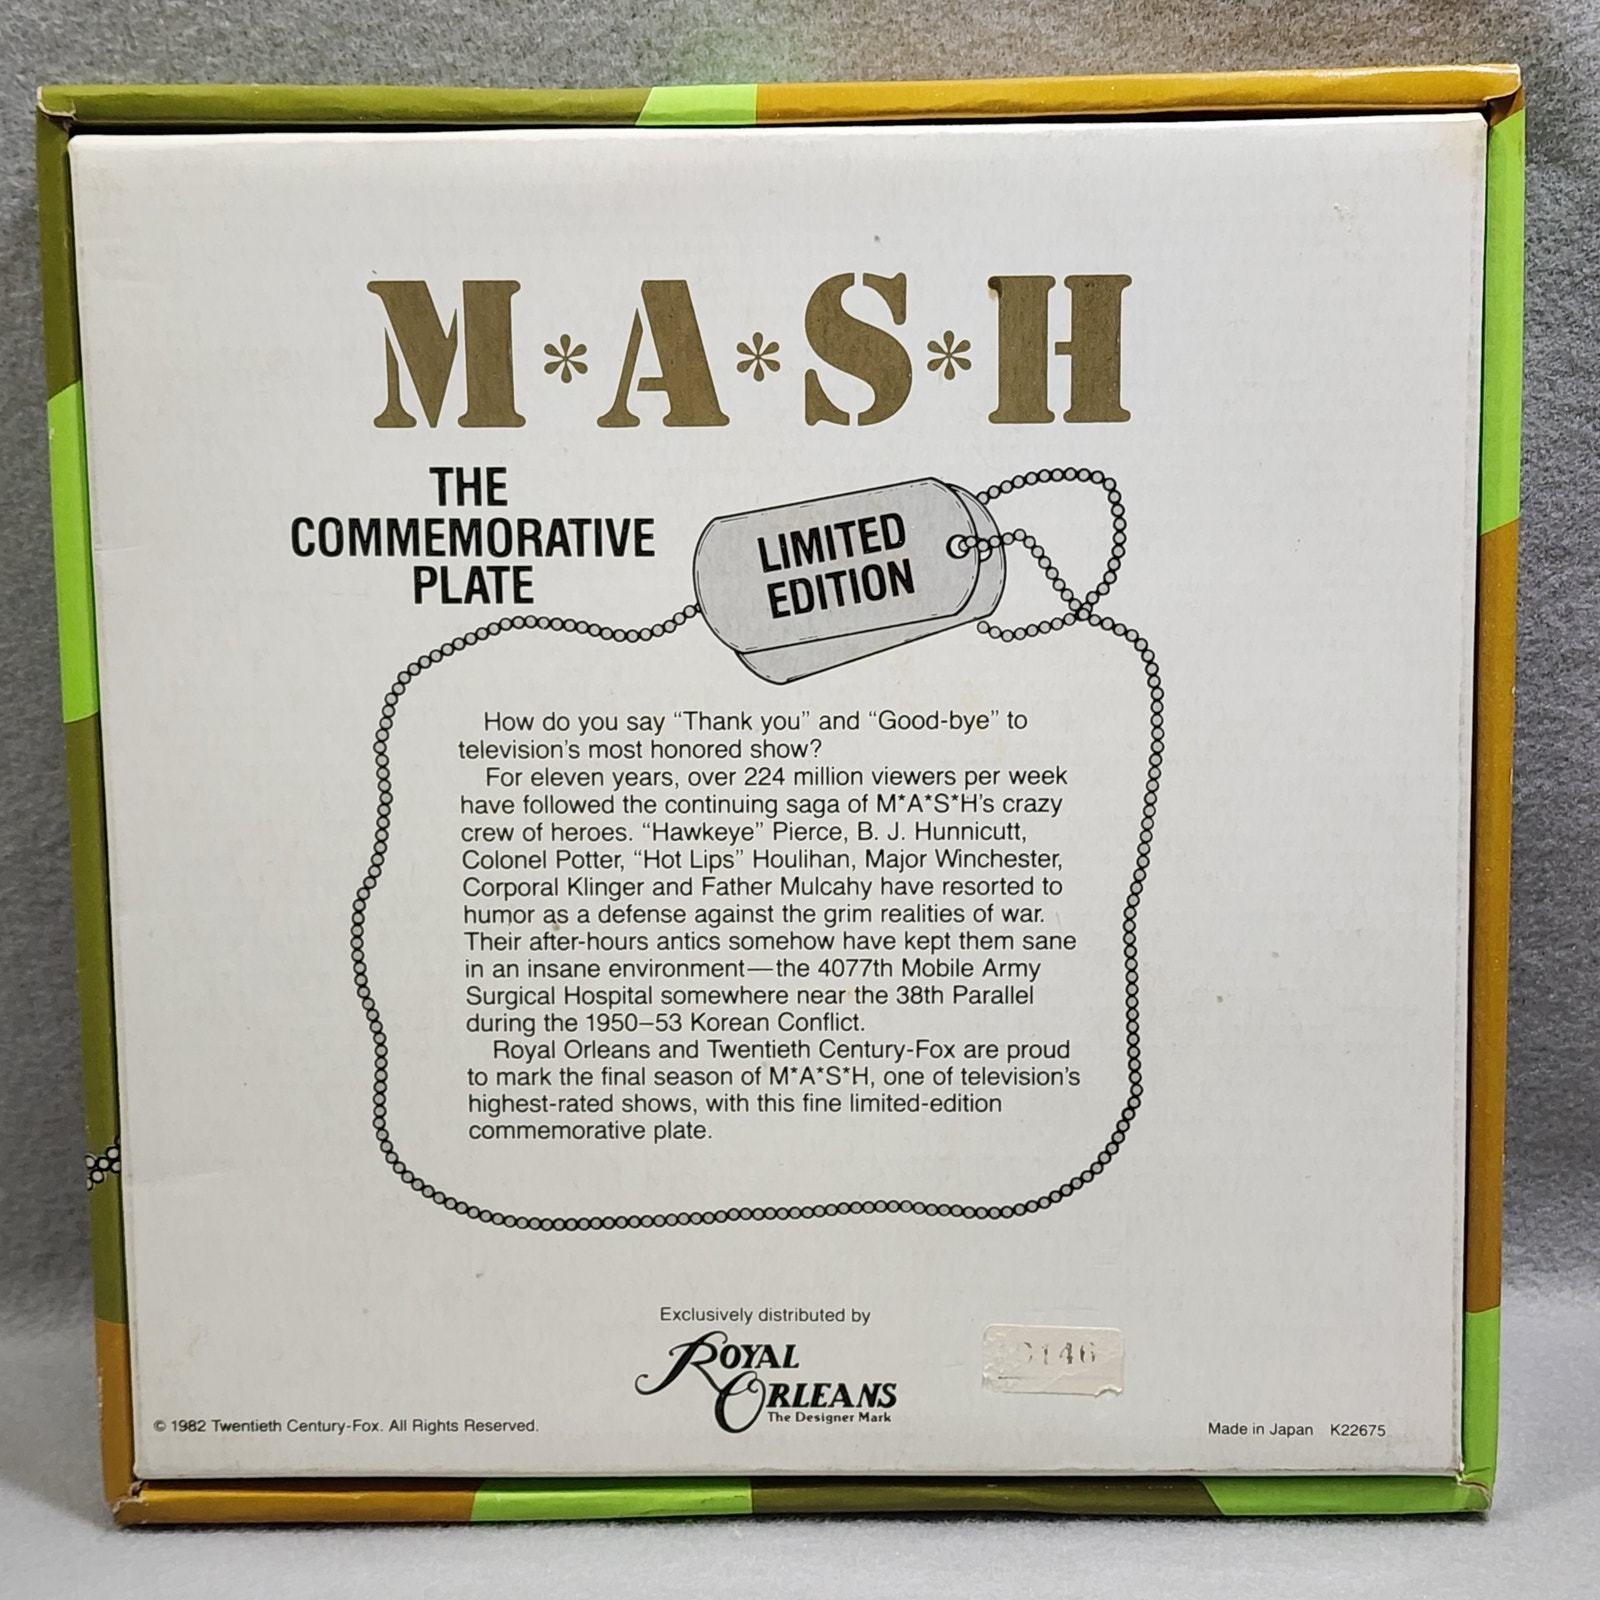 M*A*S*H
THE
COMMEMORATIVE
PLATE
LIMITED
EDITION
How do you say “Thank you” and “Good-bye” to
television’s most honored show?
For eleven years, over 224 million viewers per week
have followed the continuing saga of M*A*S*H’s crazy
crew of heroes. “Hawkeye” Pierce, B. J. Hunnicutt,
Colonel Potter, “Hot Lips” Houlihan, Major Winchester,
Corporal Klinger and Father Mulcahy have resorted to
humor as a defense against the grim realities of war.
Their after-hours antics somehow have kept them sane
in an insane environment—the 4077th Mobile Army
Surgical Hospital somewhere near the 38th Parallel
during the 1950–53 Korean Conflict.
Royal Orleans and Twentieth Century-Fox are proud
to mark the final season of M*A*S*H, one of television’s
highest-rated shows, with this fine limited-edition
commemorative plate.
Exclusively distributed by
ROYAL
ORLEANS
The Designer Mark
© 1982 Twentieth Century-Fox. All Rights Reserved.
Made in Japan K22675